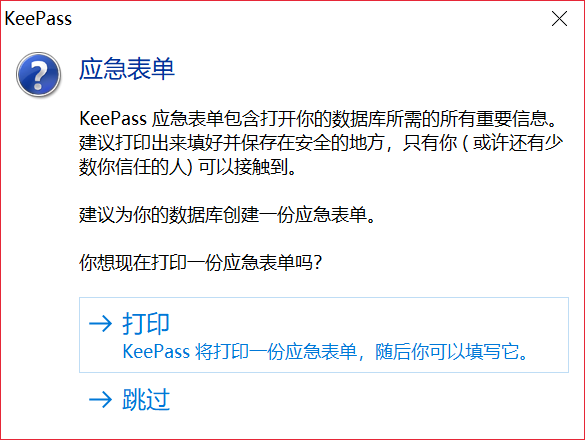 KeePass
应急表单
KeePass 应急表单包含打开你的数据库所需的所有重要信息。
建议打印出来填好并保存在安全的地方，只有你 ( 或许还有少
数你信任的人) 可以接触到。
建议为你的数据库创建一份应急表单。
你想现在打印一份应急表单吗?
打印
KeePass 将打印一份应急表单，随后你可以填写它。
跳过